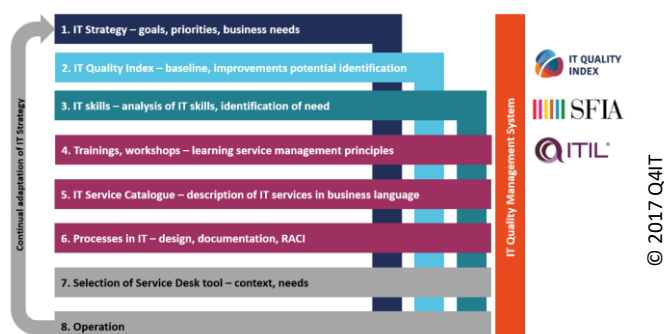 1. IT Strategy – goals, priorities, business needs
2. IT Quality Index – baseline, improvements potential identification
3. IT skills – analysis of IT skills, identification of need
4. Trainings, workshops – learning service management principles
5. IT Service Catalogue – description of IT services in business language
6. Processes in IT – design, documentation, RACI
7. Selection of Service Desk tool – context, needs
8. Operation
Continual adaptation of IT Strategy
IT Quality Management System
IT QUALITY
INDEX
SFIA
ITIL®
© 2017 Q4IT